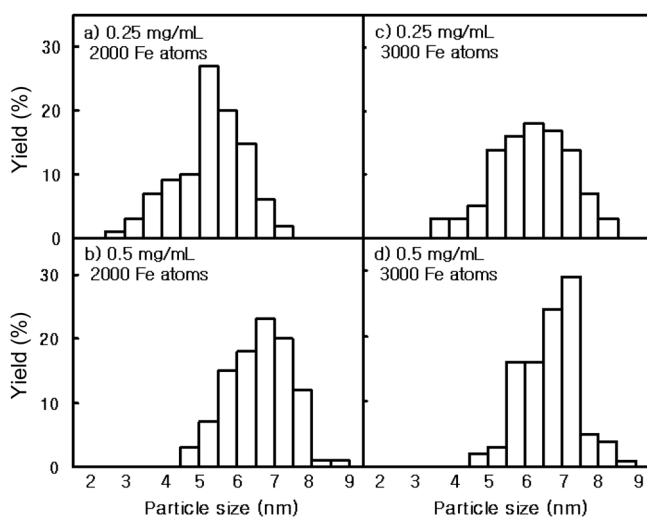 a) 0.25 mg/mL
2000 Fe atoms
c) 0.25 mg/mL
3000 Fe atoms
30
20
10
0
Yield (%)
b) 0.5 mg/mL
2000 Fe atoms
d) 0.5 mg/mL
3000 Fe atoms
30
20
10
0
Yield (%)
2 3 4 5 6 7 8 9 2 3 4 5 6 7 8 9
Particle size (nm) Particle size (nm)